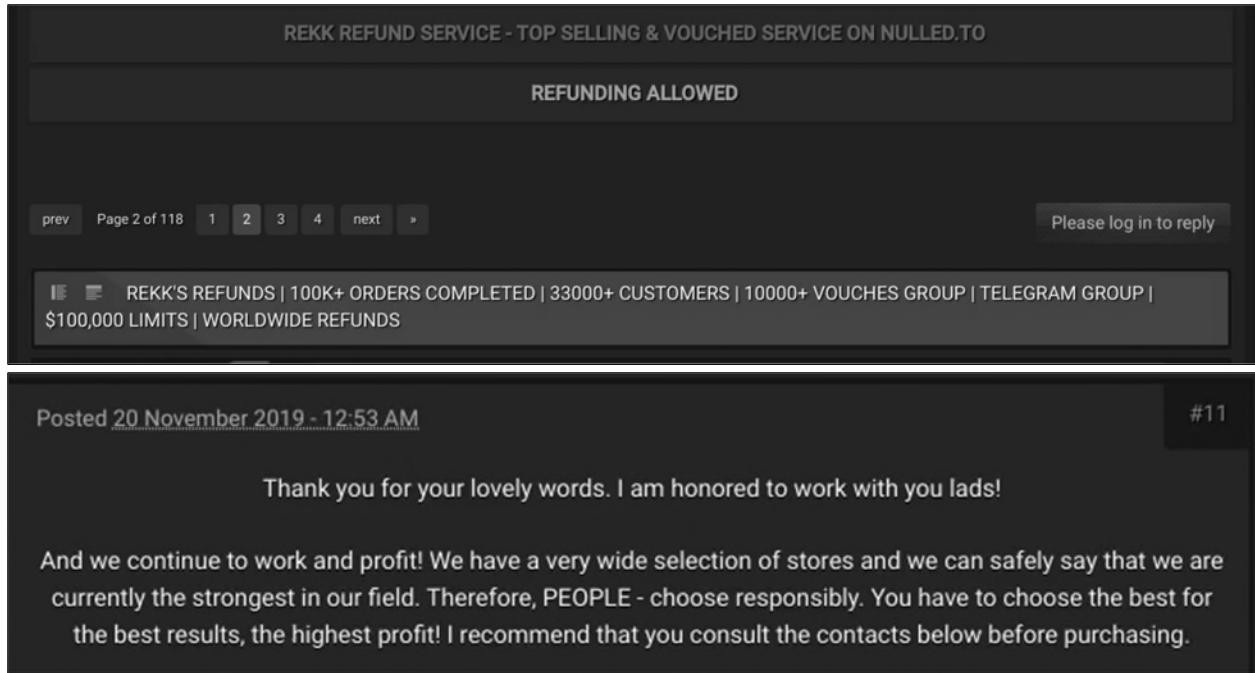 REKK REFUND SERVICE - TOP SELLING & VOUCHED SERVICE ON NULLED.TO
REFUNDING ALLOWED
prev Page 2 of 118 1 2 3 4 next »
Please log in to reply
REKK'S REFUNDS | 100K+ ORDERS COMPLETED | 33000+ CUSTOMERS | 10000+ VOUCHES GROUP | TELEGRAM GROUP |
$100,000 LIMITS | WORLDWIDE REFUNDS
Posted 20 November 2019 - 12:53 AM
#11
Thank you for your lovely words. I am honored to work with you lads!
And we continue to work and profit! We have a very wide selection of stores and we can safely say that we are
currently the strongest in our field. Therefore, PEOPLE - choose responsibly. You have to choose the best for
the best results, the highest profit! I recommend that you consult the contacts below before purchasing.